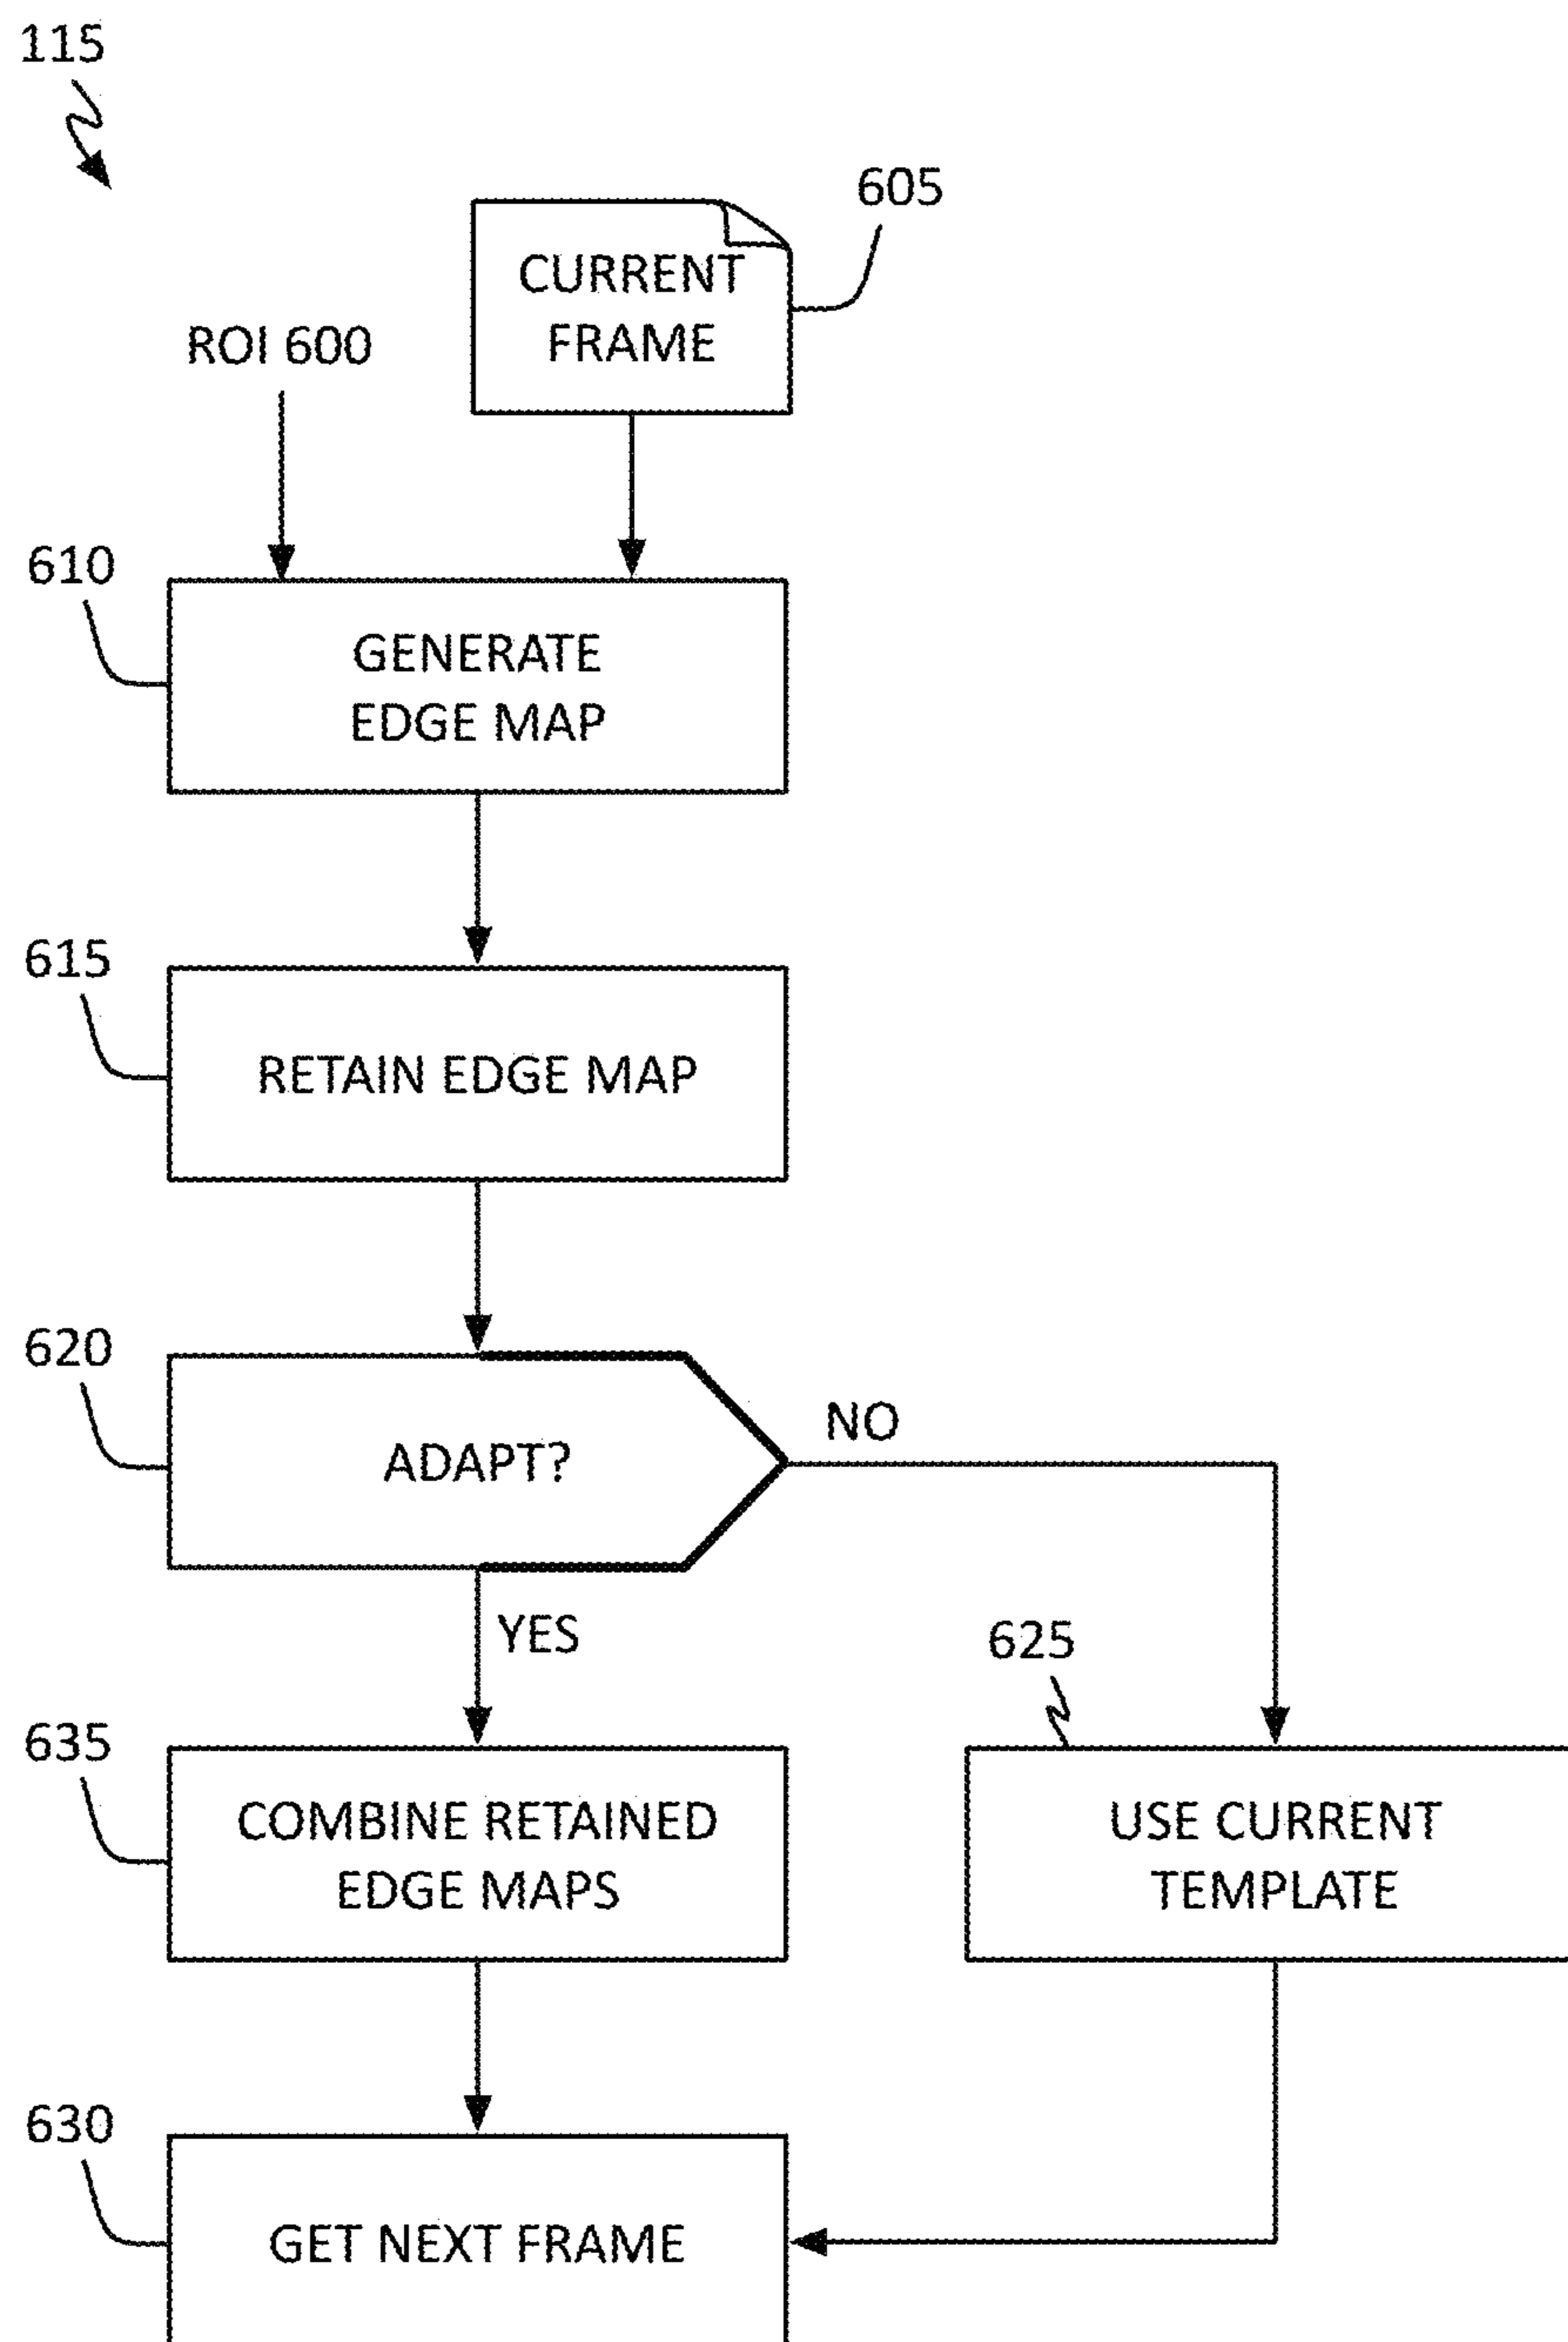 115
605
CURRENT
FRAME
ROI 600
610
GENERATE
EDGE MAP
615
RETAIN EDGE MAP
620
ADAPT?
NO
YES
625
635
COMBINE RETAINED
EDGE MAPS
USE CURRENT
TEMPLATE
630
GET NEXT FRAME